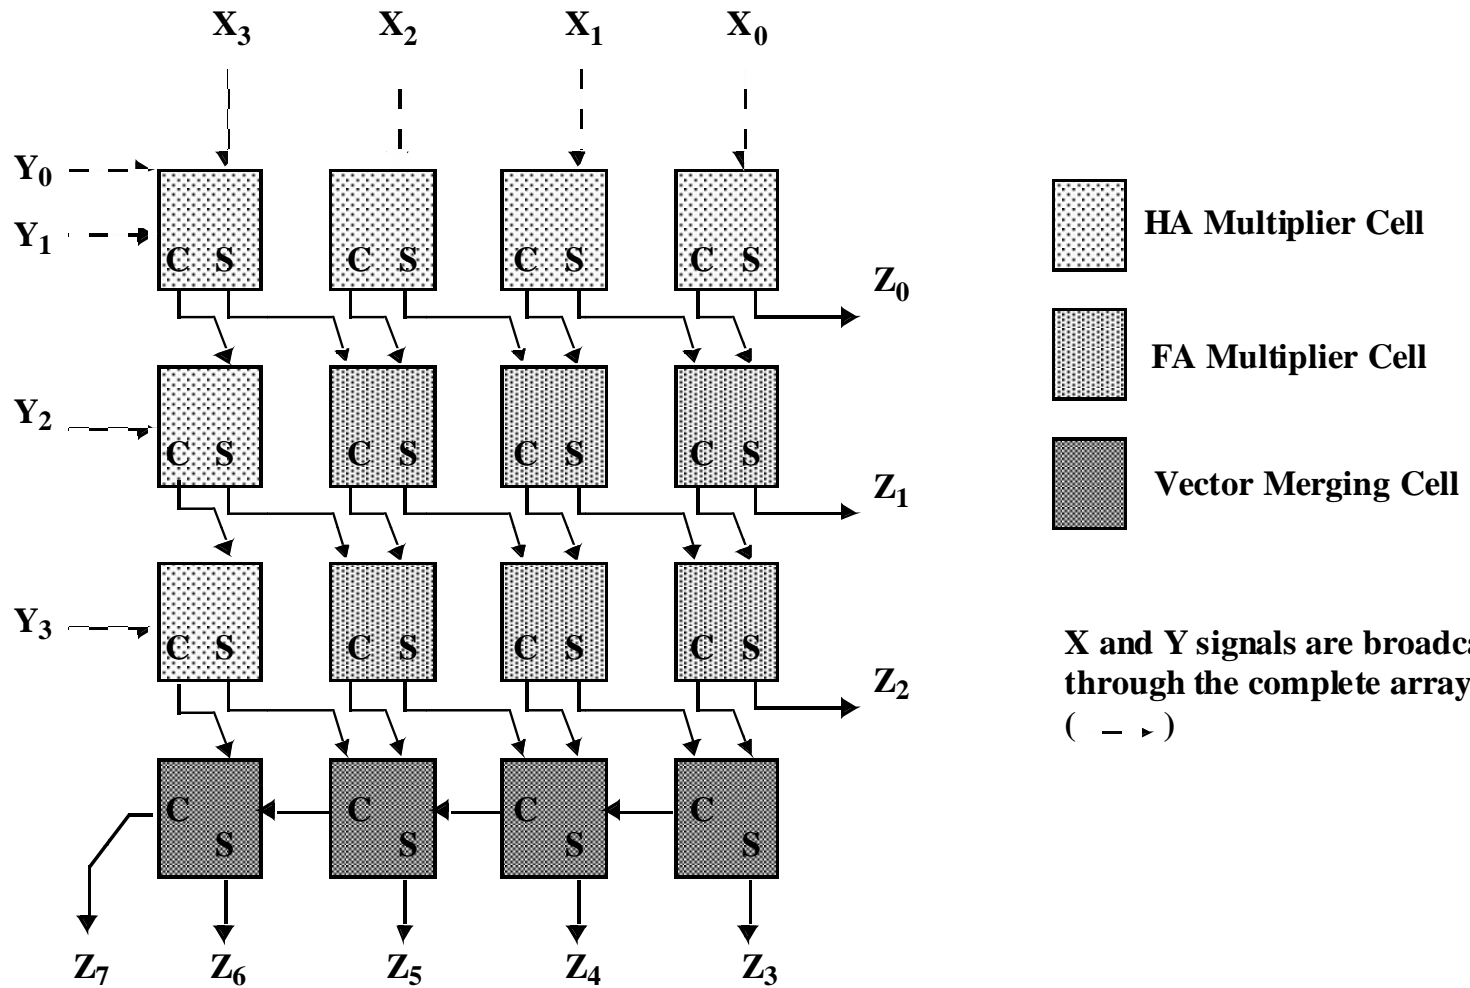 X3 X2 X1 X0
Y0
Y1
C S C S C S C S
Z0
HA Multiplier Cell
FA Multiplier Cell
Y2
C S C S C S C S
Z1
Vector Merging Cell
Y3
C S C S C S C S
Z2
X and Y signals are broadca
through the complete array
( )
C C C C
S S S S
Z7 Z6 Z5 Z4 Z3